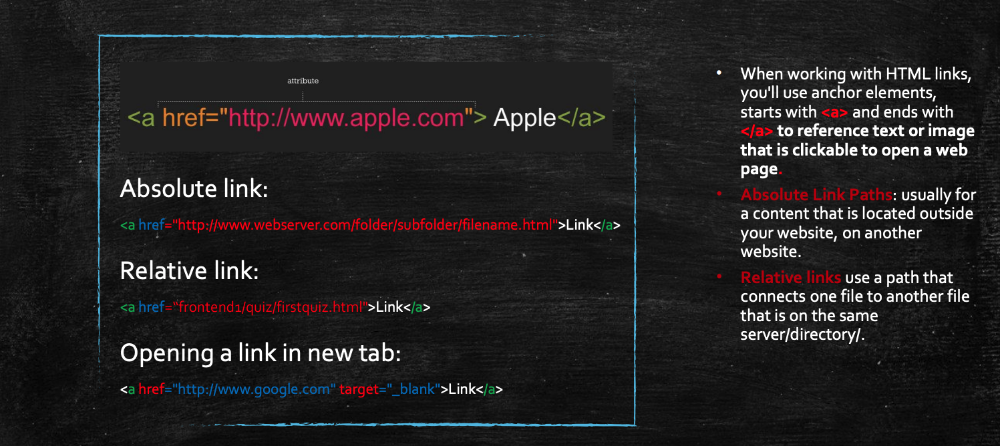 attribute
<a href="http://www.apple.com"> Apple</a>
Absolute link:
<a href="http://www.webserver.com/folder/subfolder/filename.html">Link</a>
Relative link:
<a href=“frontend1/quiz/firstquiz.html">Link</a>
Opening a link in new tab:
<a href="http://www.google.com" target="_blank">Link</a>
• When working with HTML links,
you'll use anchor elements,
starts with <a> and ends with
</a> to reference text or image
that is clickable to open a web
page.
• Absolute Link Paths: usually for
a content that is located outside
your website, on another
website.
• Relative links use a path that
connects one file to another file
that is on the same
server/directory/.